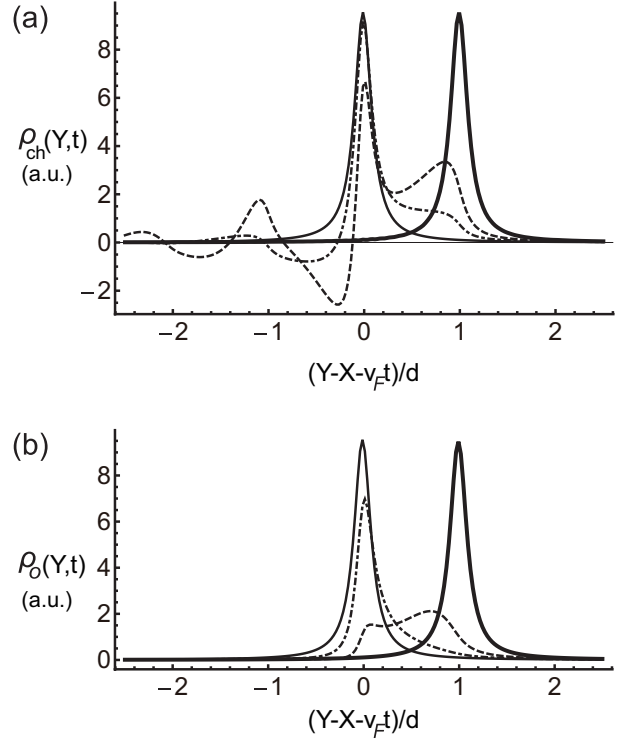 (a)
8
6
4
2
0
−2
ρch(Y,t)
(a.u.)
−2 −1 0 1 2
(Y-X-vFt)/d
(b)
8
6
4
2
0
ρO(Y,t)
(a.u.)
−2 −1 0 1 2
(Y-X-vFt)/d